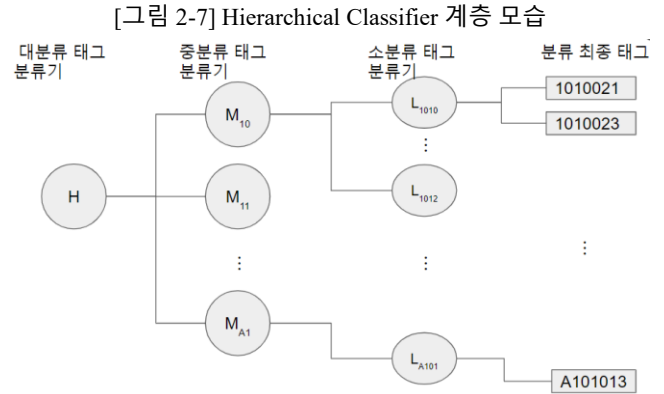 [그림 2-7] Hierarchical Classifier 계층 모습
대분류 태그
분류기
중분류 태그
분류기
소분류 태그
분류기
분류 최종 태그
H
M10
M11
⋮
MA1
L1010
⋮
L1012
⋮
LA101
1010021
1010023
⋮
A101013